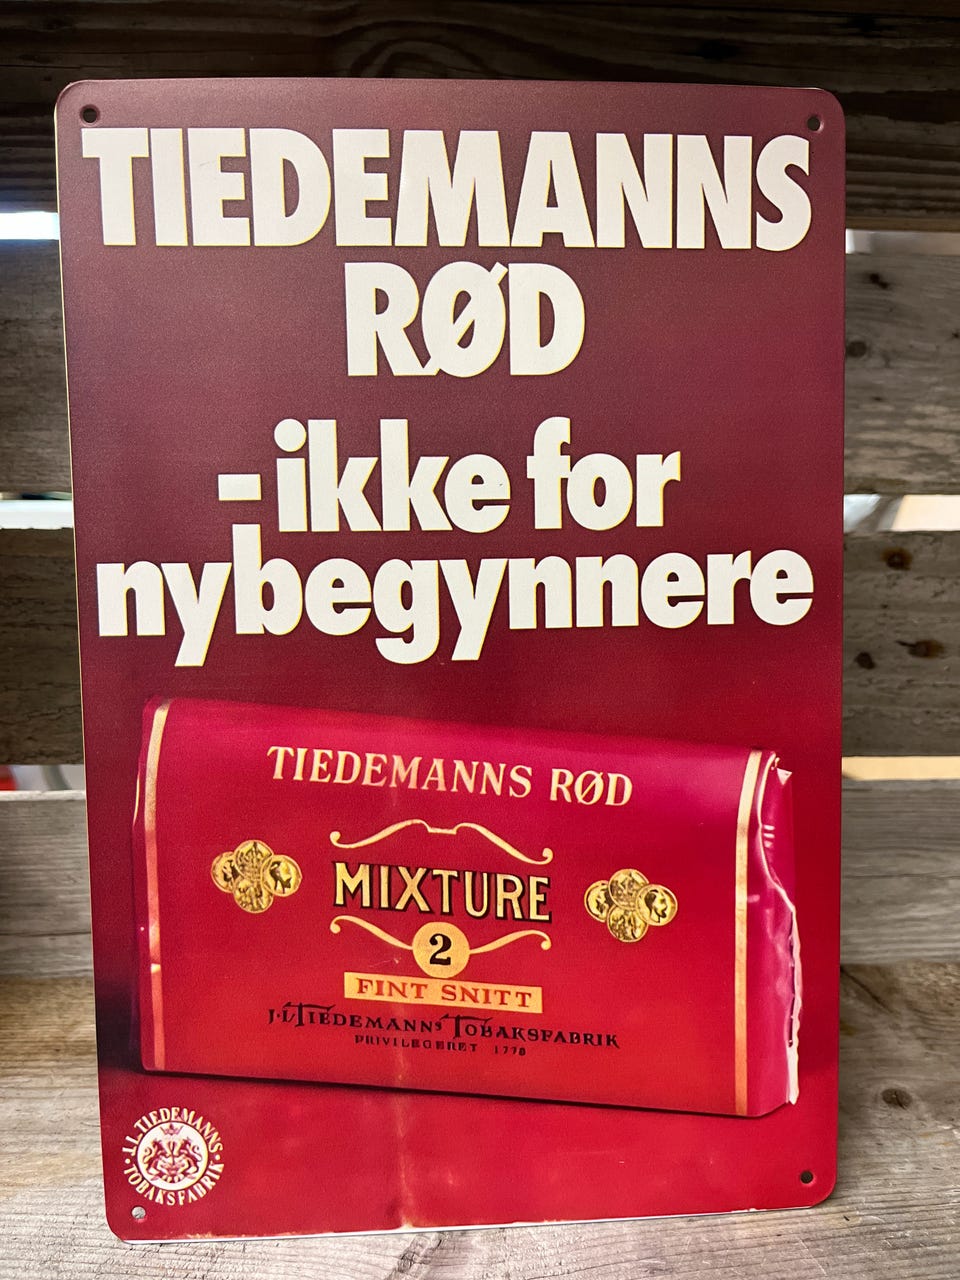 TIEDEMANNS
RØD
-ikke for
nybegynnere
TIEDEMANNS RØD
MIXTURE
2
FINT SNITT
J·L·TIEDEMANNS TOBAKSFABRIK
PRIVILEGERET 1778
J.L. TIEDEMANNS
· TOBAKSFABRIK ·